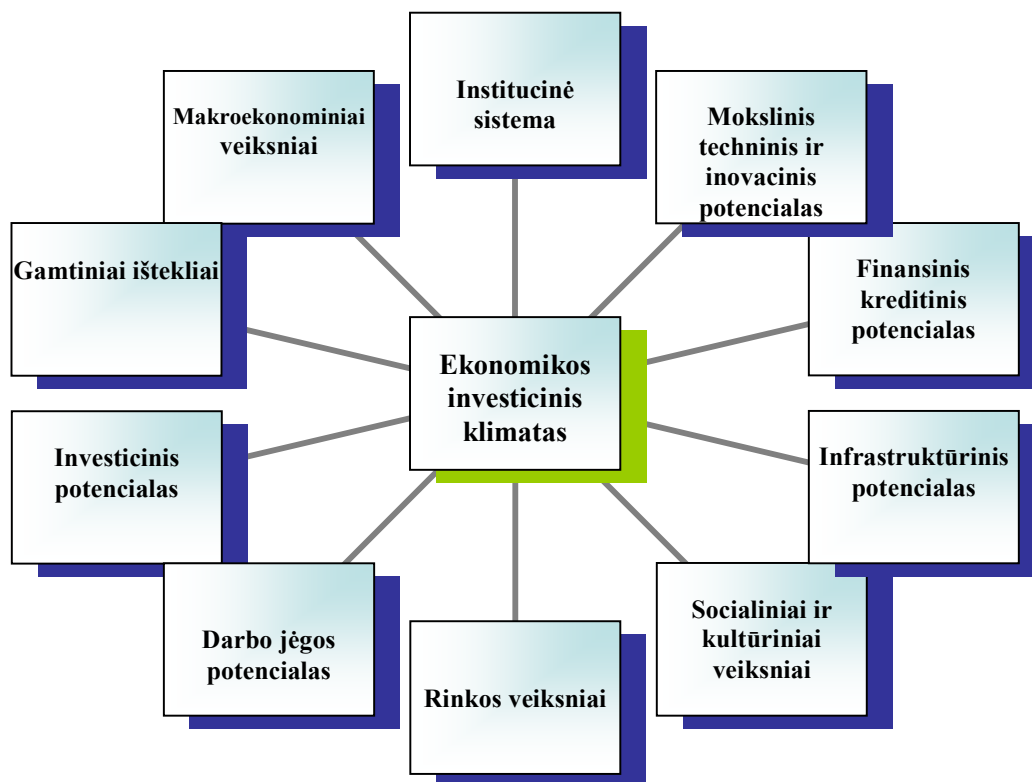 Institucinė
sistema
Mokslinis
techninis ir
inovacinis
potencialas
Finansinis
kreditinis
potencialas
Infrastruktūrinis
potencialas
Socialiniai ir
kultūriniai
veiksniai
Rinkos veiksniai
Darbo jėgos
potencialas
Investicinis
potencialas
Gamtiniai ištekliai
Makroekonominiai
veiksniai
Ekonomikos
investicinis
klimatas